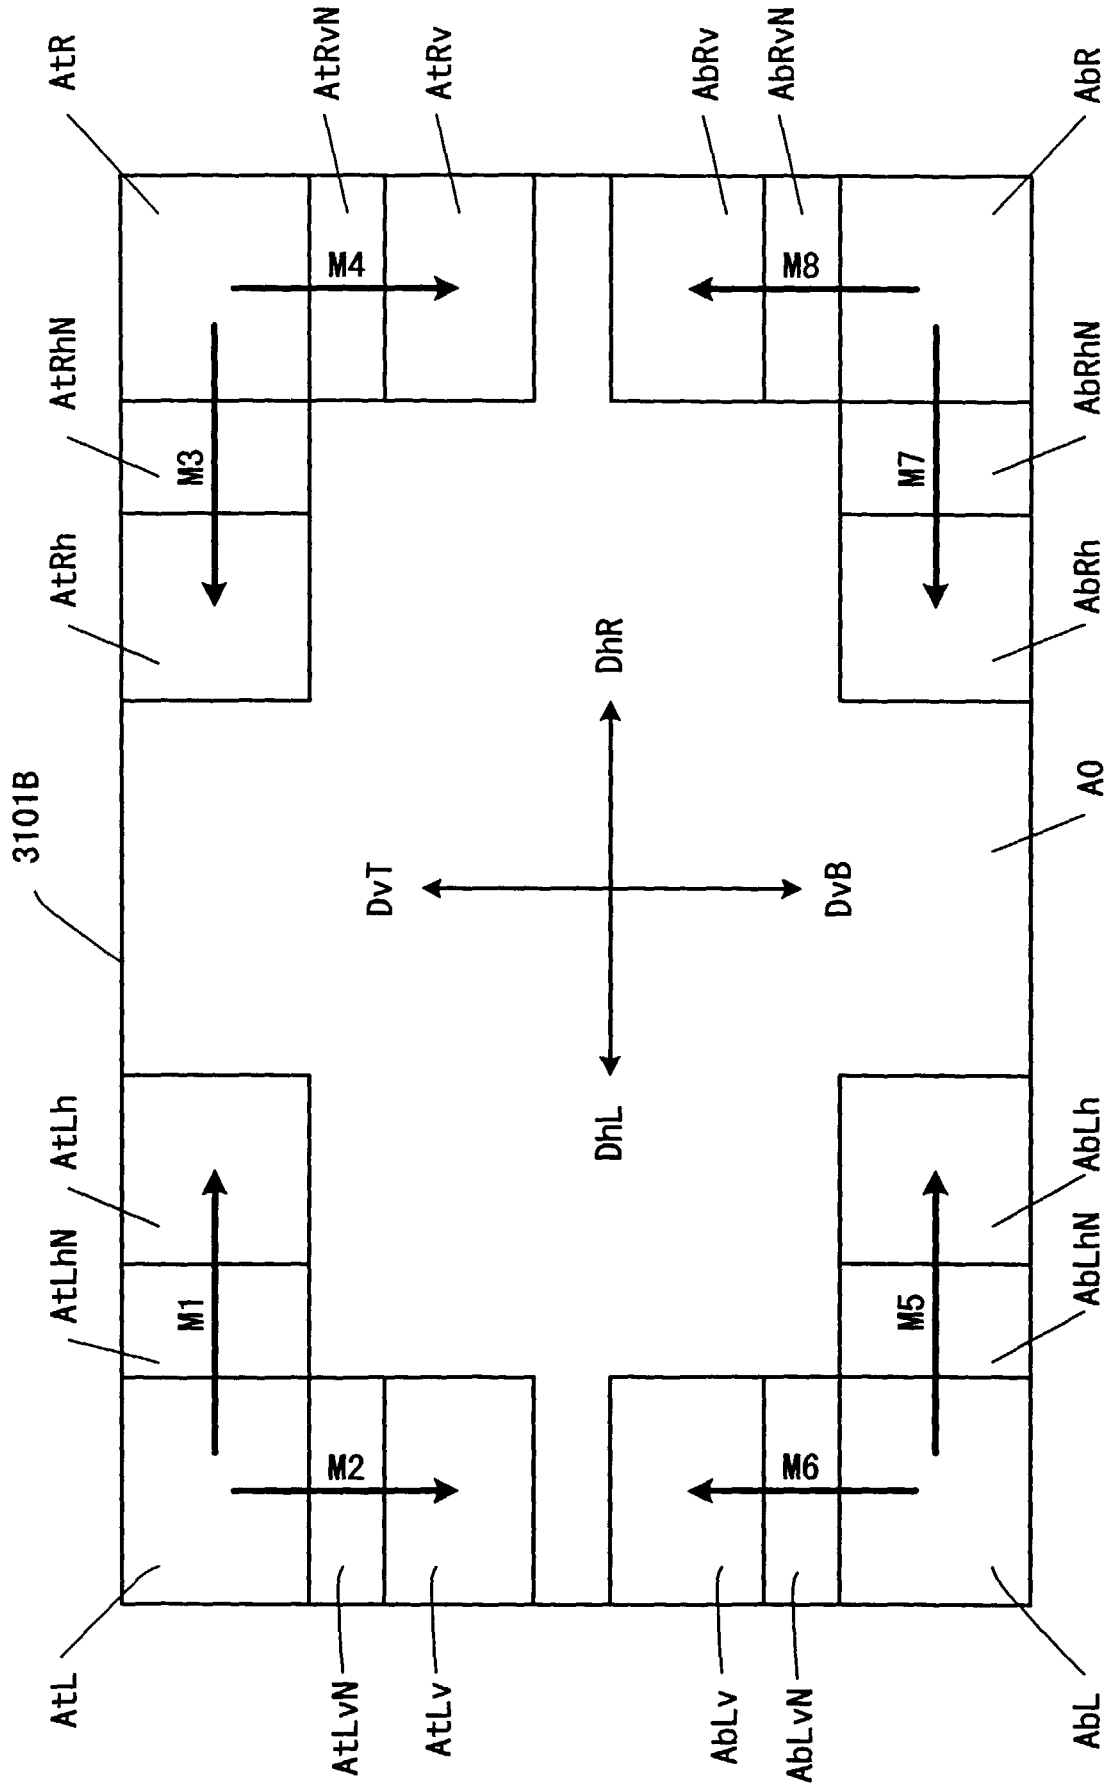 3101B
AtL
AtLhN
AtLh
AtRh
AtRhN
AtR
M1
M3
AtLvN
M2
M4
AtRvN
DvT
AtLv
AtRv
DhL
DhR
AbLv
AbRv
AbLvN
M6
M8
AbRvN
DvB
M5
M7
AbL
AbLhN
AbLh
A0
AbRh
AbRhN
AbR